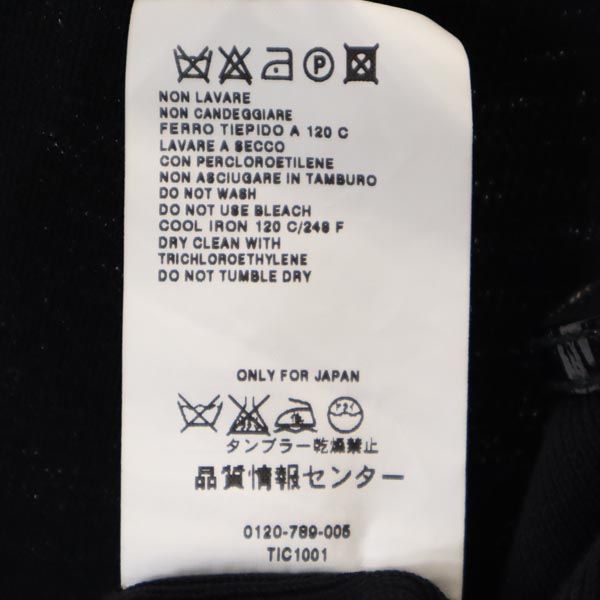 P
NON LAVARE
NON CANDEGGIARE
FERRO TIEPIDO A 120 C
LAVARE A SECCO
CON PERCLOROETILENE
NON ASCIUGARE IN TAMBURO
DO NOT WASH
DO NOT USE BLEACH
COOL IRON 120 C/248 F
DRY CLEAN WITH
TRICHLOROETHYLENE
DO NOT TUMBLE DRY
ONLY FOR JAPAN
タンブラー乾燥禁止
品質情報センター
0120-789-005
TIC1001